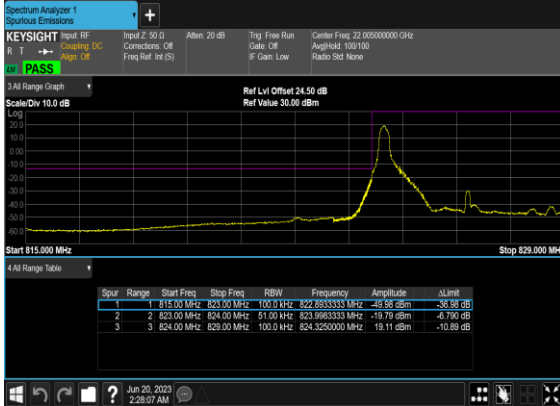 Spectrum Analyzer 1
Spurious Emissions
+
KEYSIGHT Input: RF Input Z: 50 Ω Atten: 20 dB Trig: Free Run Center Freq: 22.005000000 GHz
R T Coupling: DC Corrections: Off Gate: Off Avg|Hold: 100/100
Align: Off Freq Ref: Int (S) IF Gain: Low Radio Std: None
PASS
3 All Range Graph
Ref Lvl Offset 24.50 dB
Scale/Div 10.0 dB Ref Value 30.00 dBm
Log
20.0
10.0
0.00
-10.0
-20.0
-30.0
-40.0
-50.0
-60.0
Start 815.000 MHz Stop 829.000 MH
4 All Range Table
Spur Range Start Freq Stop Freq RBW Frequency Amplitude ΔLimit
1 1 815.00 MHz 823.00 MHz 100.0 kHz 822.8933333 MHz -49.98 dBm -36.98 dB
2 2 823.00 MHz 824.00 MHz 51.00 kHz 823.9983333 MHz -19.79 dBm -6.790 dB
3 3 824.00 MHz 829.00 MHz 100.0 kHz 824.3250000 MHz 19.11 dBm -10.89 dB
? Jun 20, 2023
2:28:07 AM